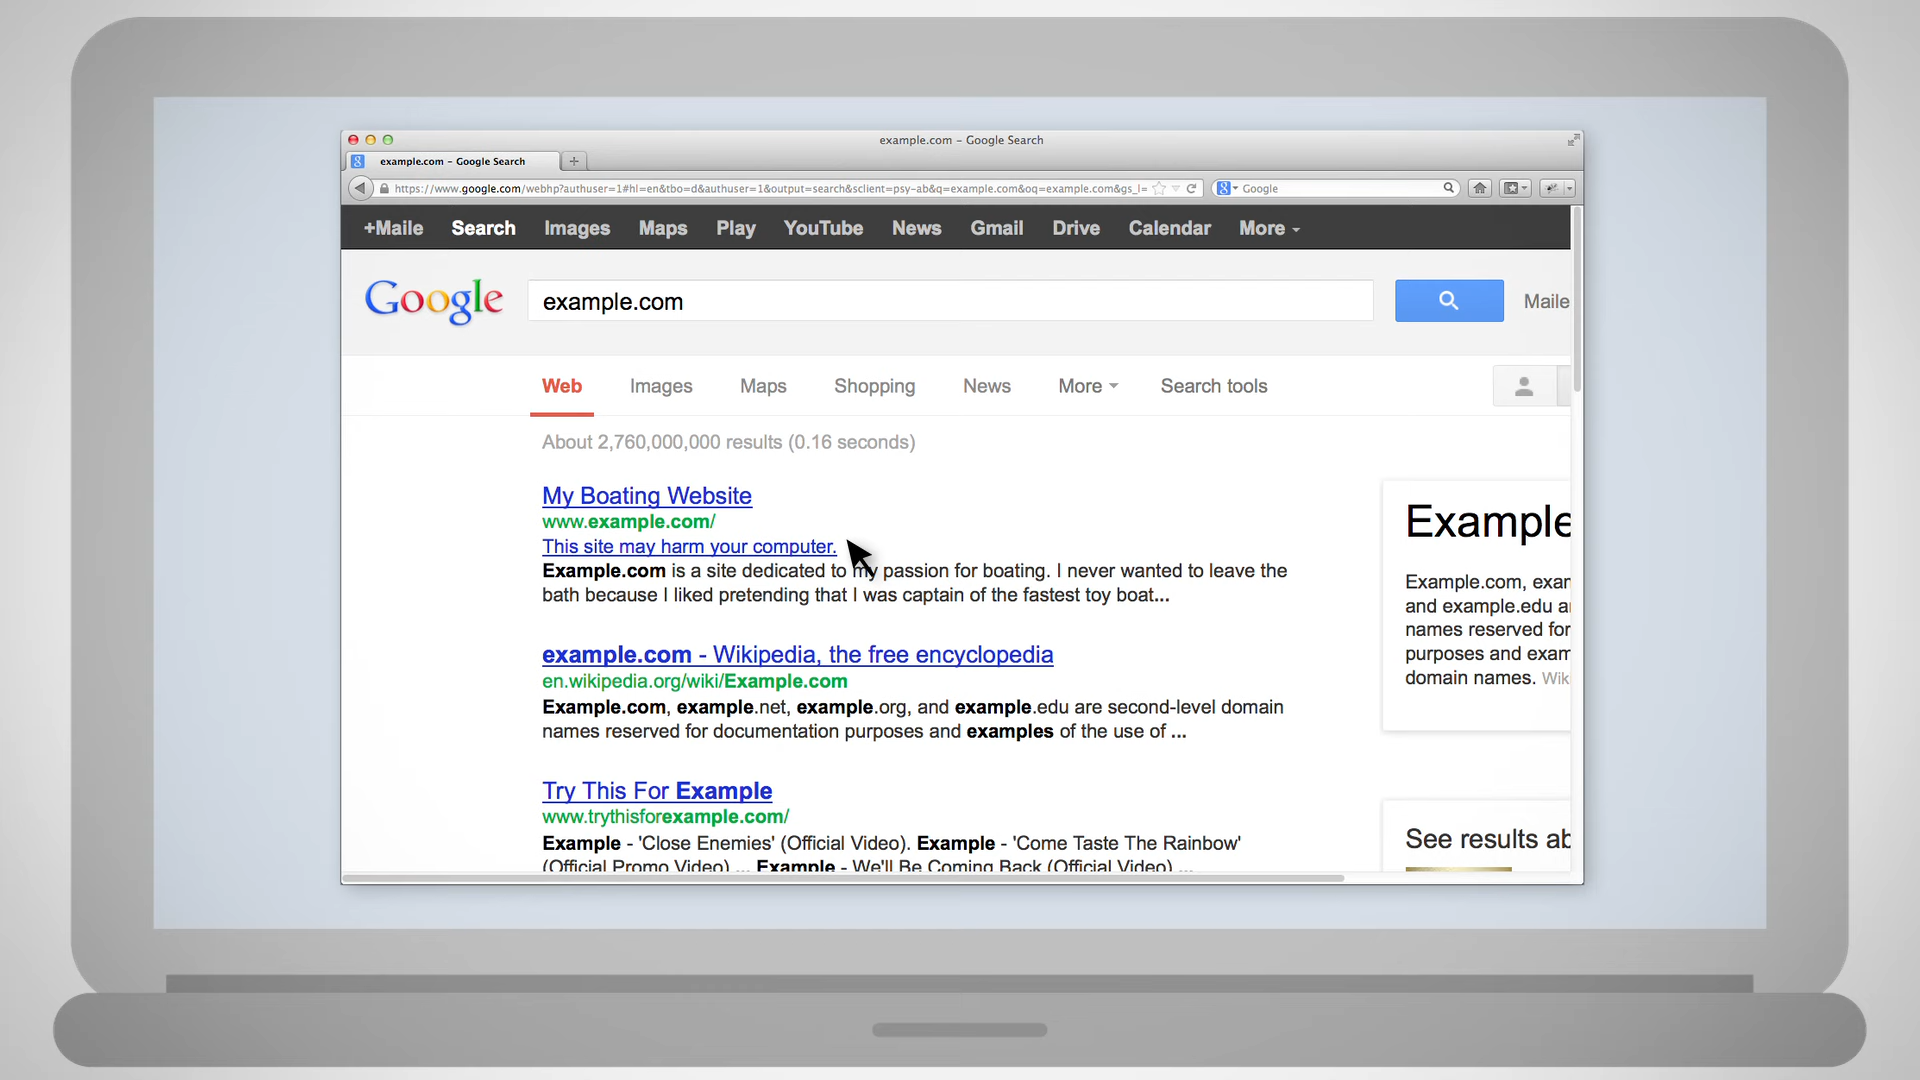 example.com – Google Search
example.com – Google Search
https://www.google.com/webhp?authuser=1#hl=en&tbo=d&authuser=1&output=search&sclient=psy-ab&q=example.com&oq=example.com&gs_l=
Google
+Maile Search Images Maps Play YouTube News Gmail Drive Calendar More
Google
example.com
Maile
Web Images Maps Shopping News More Search tools
About 2,760,000,000 results (0.16 seconds)
My Boating Website
www.example.com/
This site may harm your computer.
Example.com is a site dedicated to my passion for boating. I never wanted to leave the
bath because I liked pretending that I was captain of the fastest toy boat...
example.com - Wikipedia, the free encyclopedia
en.wikipedia.org/wiki/Example.com
Example.com, example.net, example.org, and example.edu are second-level domain
names reserved for documentation purposes and examples of the use of ...
Try This For Example
www.trythisforexample.com/
Example - 'Close Enemies' (Official Video). Example - 'Come Taste The Rainbow'
(Official Promo Video) ... Example - We'll Be Coming Back (Official Video) ...
Example
Example.com, exam
and example.edu a
names reserved for
purposes and exam
domain names. Wik
See results ab